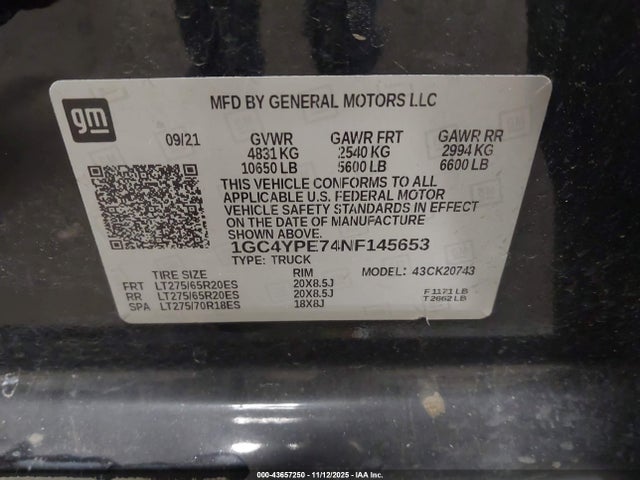 gm
MFD BY GENERAL MOTORS LLC
09/21 GVWR GAWR FRT GAWR RR
4831 KG 2540 KG 2994 KG
10650 LB 5600 LB 6600 LB
THIS VEHICLE CONFORMS TO ALL
APPLICABLE U.S. FEDERAL MOTOR
VEHICLE SAFETY STANDARDS IN EFFECT
ON THE DATE OF MANUFACTURE
SHOWN ABOVE.
1GC4YPE74NF145653
TYPE: TRUCK MODEL: 43CK20743
TIRE SIZE RIM
FRT LT275/65R20ES 20X8.5J F 1171 LB
RR LT275/65R20ES 20X8.5J T 2662 LB
SPA LT275/70R18ES 18X8J
000-43657250 - 11/12/2025 - IAA Inc.